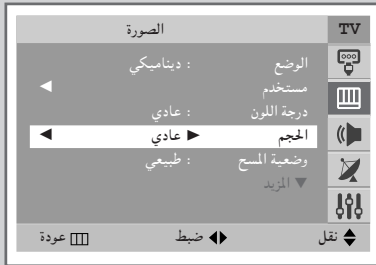 TV
الصورة
الوضع : ديناميكي
مستخدم ◄
درجة اللون : عادي
الحجم ► عادي ◄
وضعية المسح : طبيعي
▼ المزيد
نقل ضبط عودة